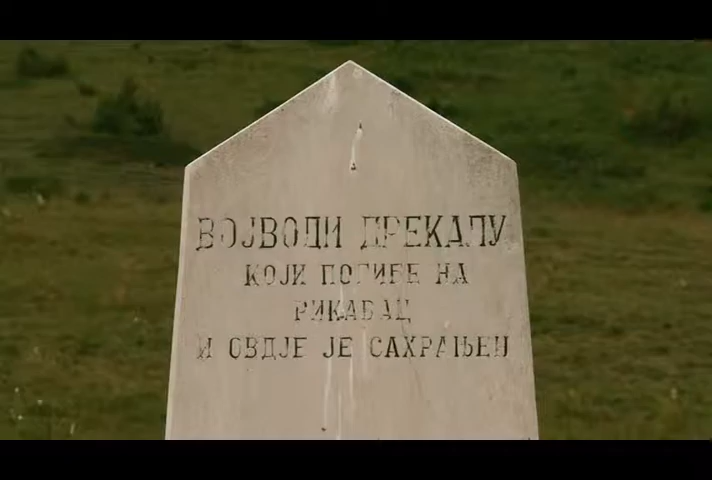 ВОЈВОДИ ДРЕКАЛУ
КОЈИ ПОГИБЕ НА
РИКАВАЦ
И ОВДЈЕ ЈЕ САХРАЊЕН